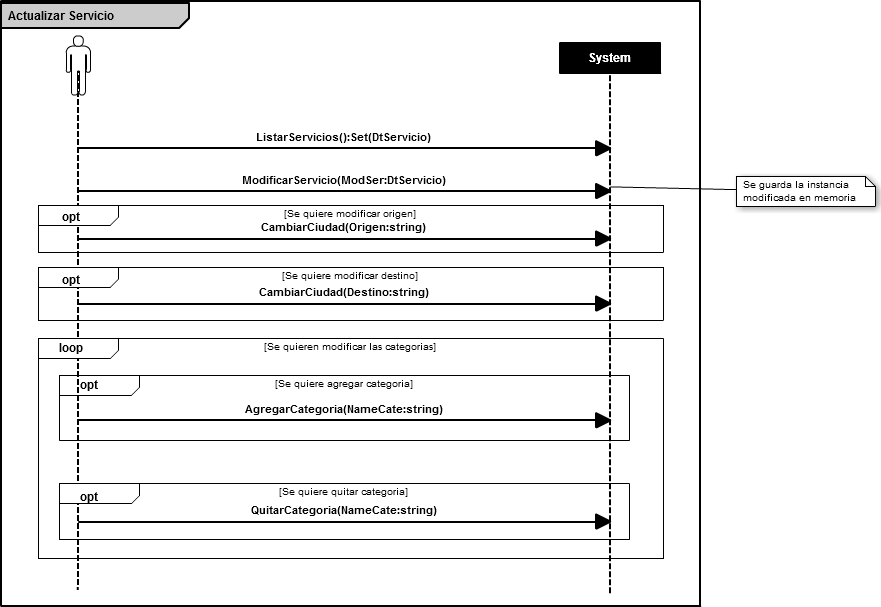 Actualizar Servicio
System
ListarServicios():Set(DtServicio)
ModificarServicio(ModSer:DtServicio)
Se guarda la instancia
modificada en memoria
opt
[Se quiere modificar origen]
CambiarCiudad(Origen:string)
opt
[Se quiere modificar destino]
CambiarCiudad(Destino:string)
loop
[Se quieren modificar las categorias]
opt
[Se quiere agregar categoria]
AgregarCategoria(NameCate:string)
opt
[Se quiere quitar categoria]
QuitarCategoria(NameCate:string)